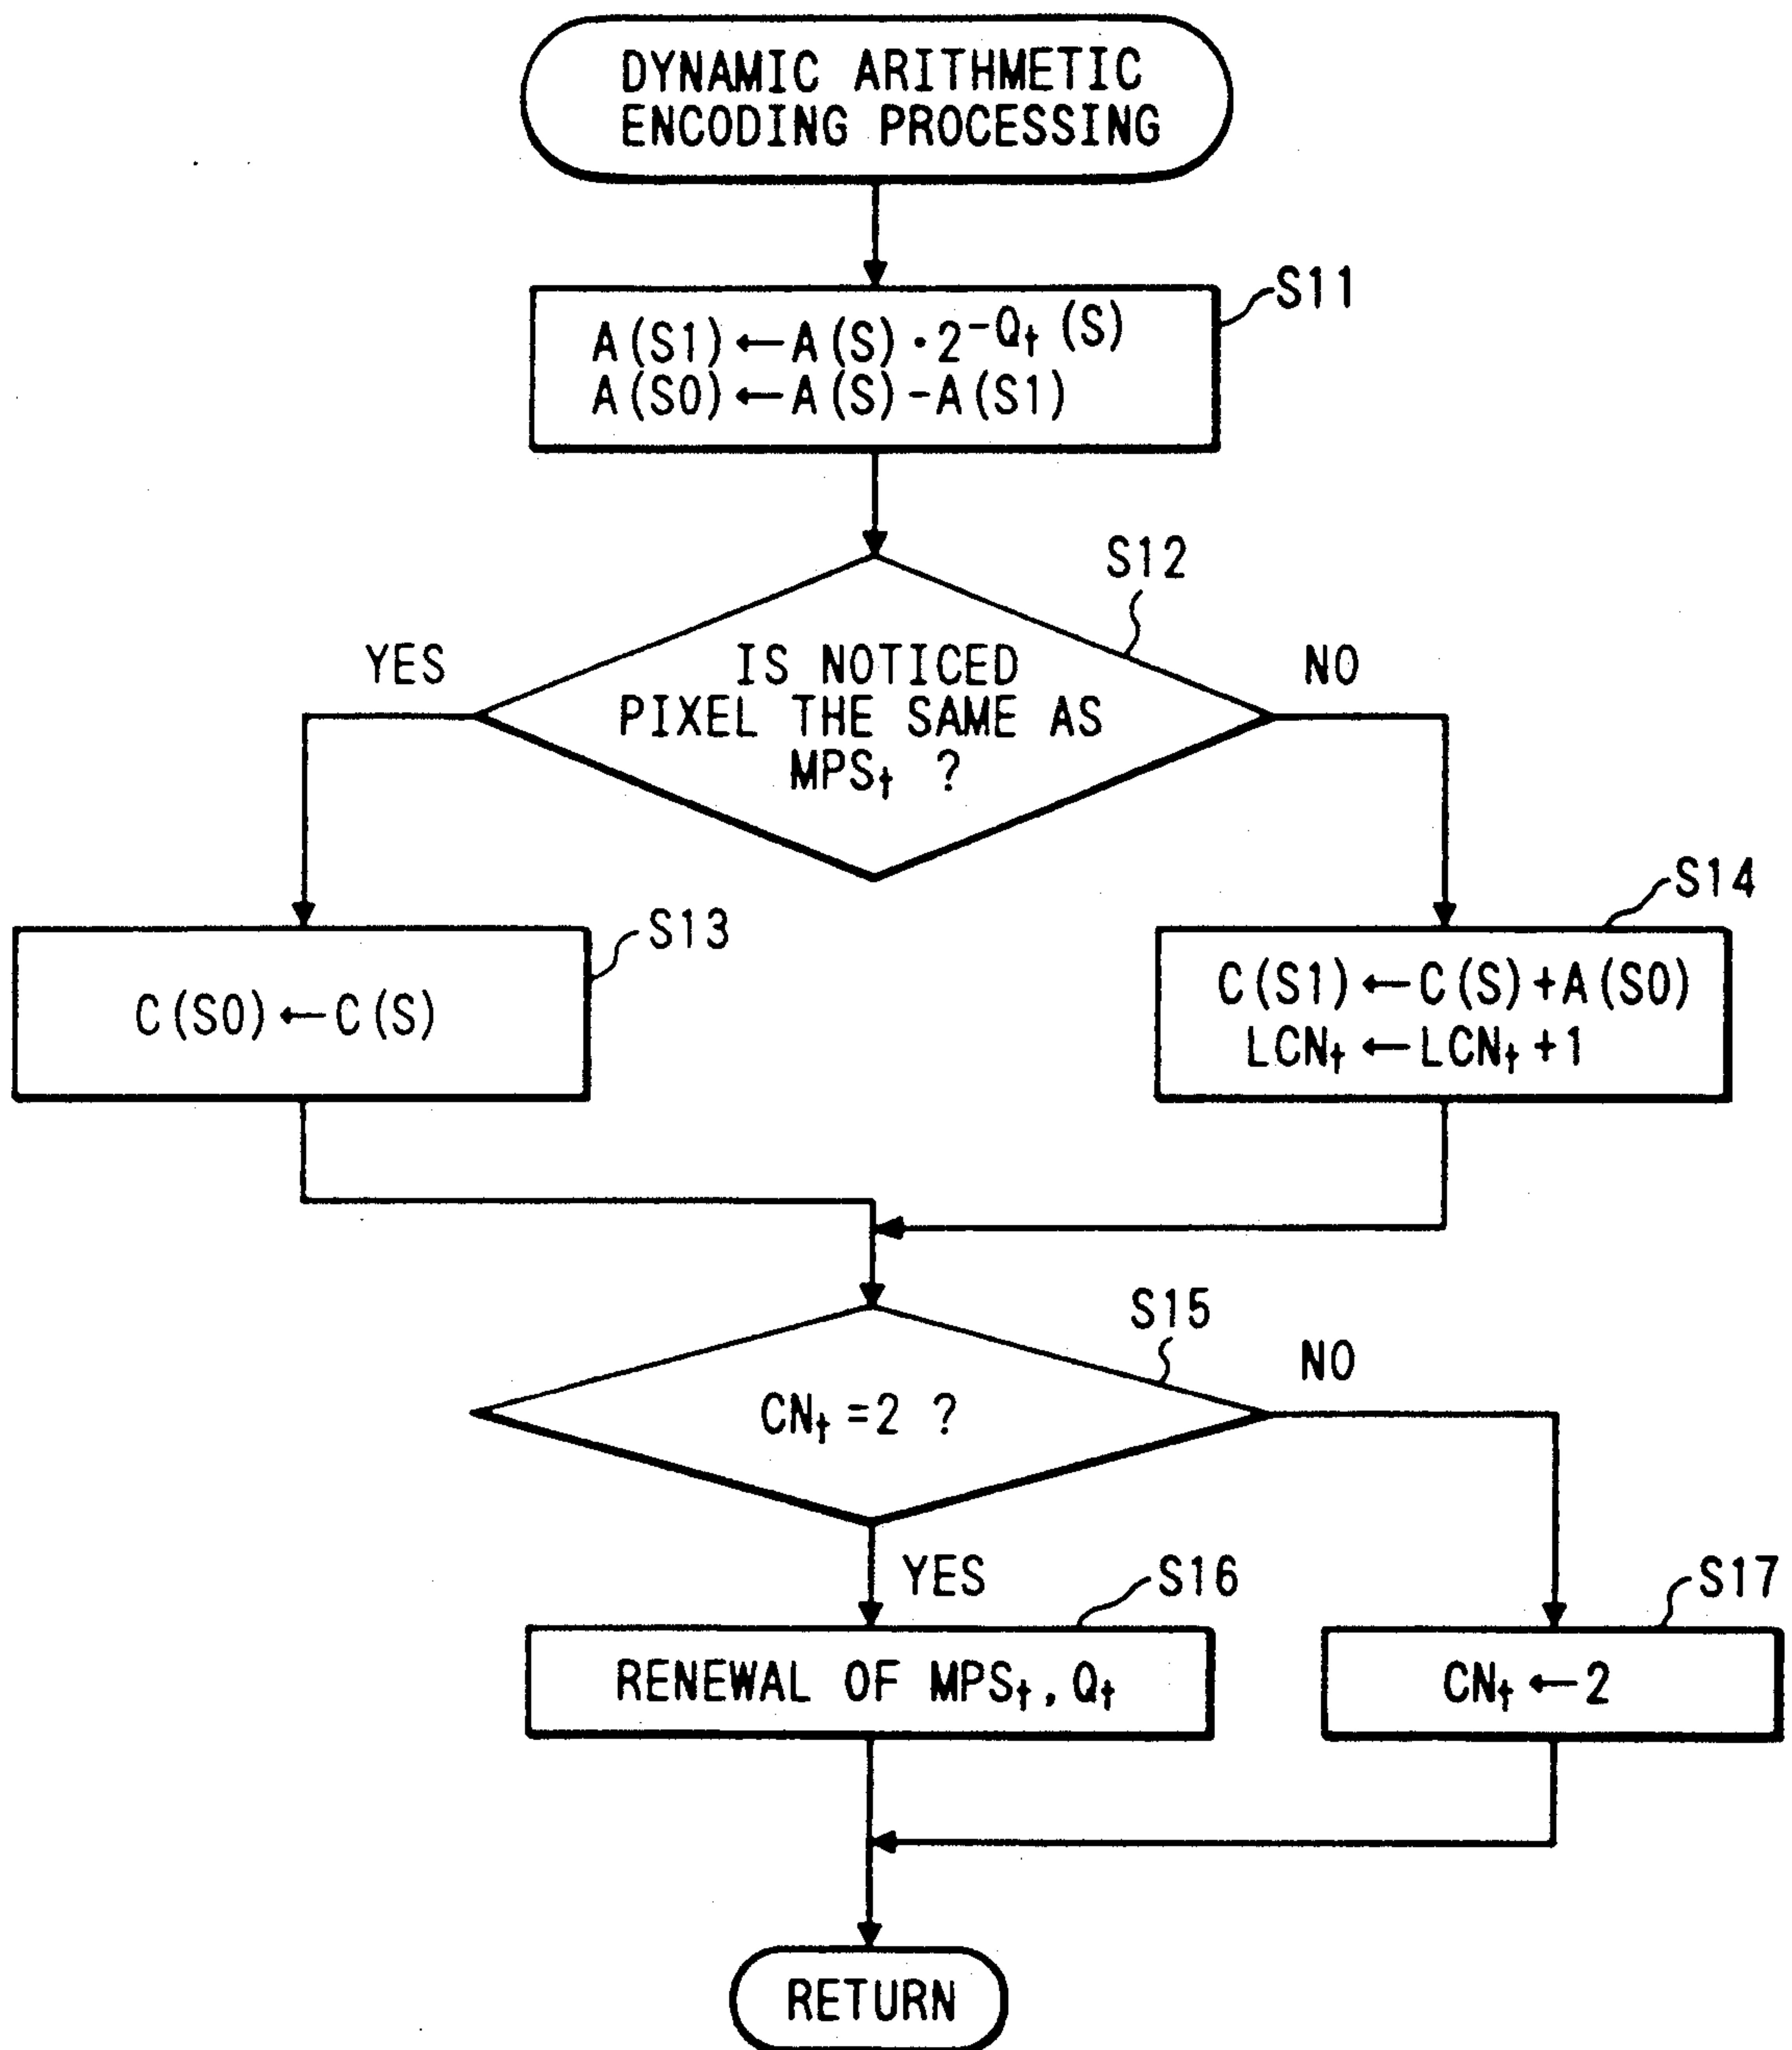 DYNAMIC ARITHMETIC
ENCODING PROCESSING
S11
A(S1)←A(S)·2^-Qt (S)
A(S0)←A(S)-A(S1)
S12
YES
NO
IS NOTICED
PIXEL THE SAME AS
MPSt ?
S13
C(S0)←C(S)
S14
C(S1)←C(S)+A(S0)
LCNt←LCNt+1
S15
NO
CNt=2 ?
YES
S16
RENEWAL OF MPSt, Qt
S17
CNt←2
RETURN